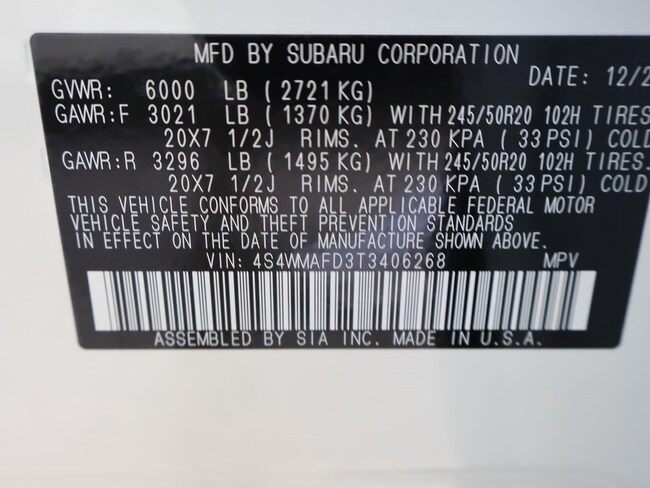 MFD BY SUBARU CORPORATION
DATE: 12/2
GVWR: 6000 LB ( 2721 KG)
GAWR:F 3021 LB ( 1370 KG) WITH 245/50R20 102H TIRES
20X7 1/2J RIMS. AT 230 KPA ( 33 PSI) COLD
GAWR:R 3296 LB ( 1495 KG) WITH 245/50R20 102H TIRES.
20X7 1/2J RIMS. AT 230 KPA ( 33 PSI) COLD
THIS VEHICLE CONFORMS TO ALL APPLICABLE FEDERAL MOTOR
VEHICLE SAFETY AND THEFT PREVENTION STANDARDS
IN EFFECT ON THE DATE OF MANUFACTURE SHOWN ABOVE.
VIN: 4S4WMAFD3T3406268 MPV
ASSEMBLED BY SIA INC. MADE IN U.S.A.